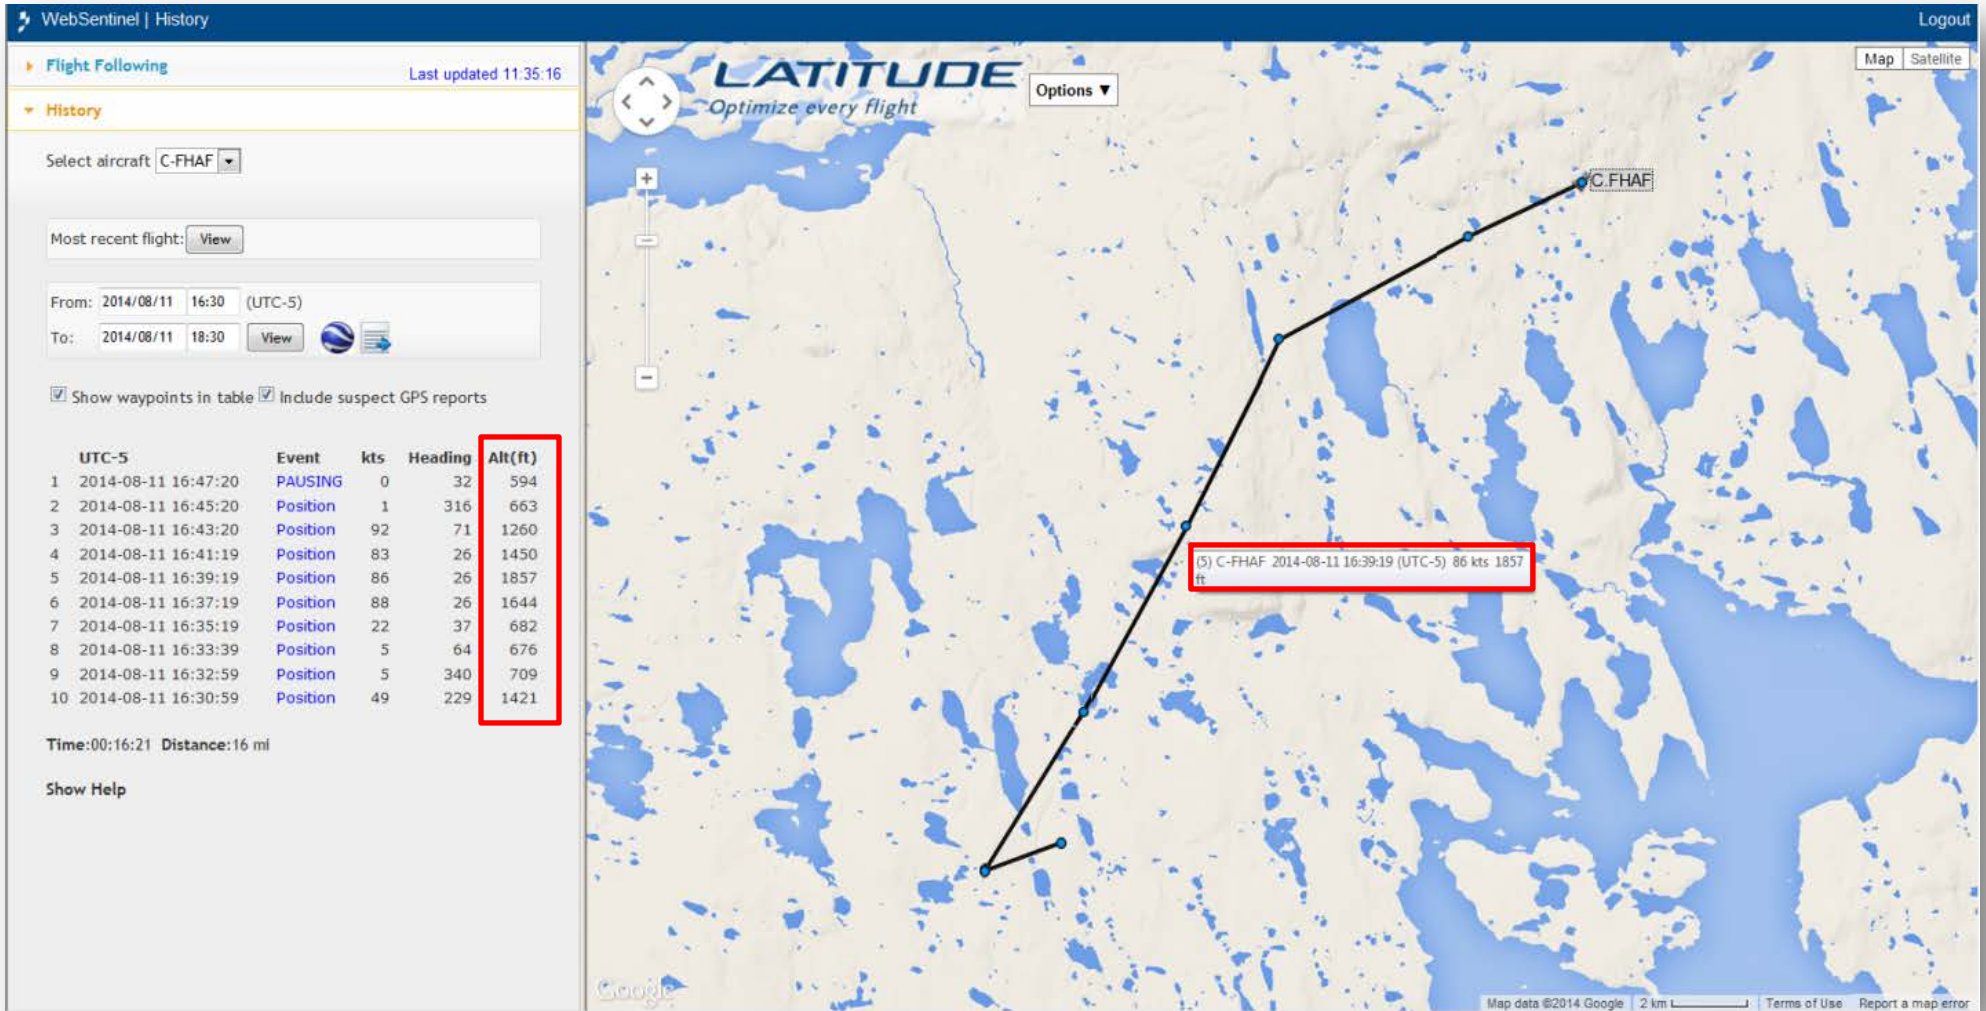 WebSentinel | History
Logout
Flight Following
Last updated 11:35:16
History
Select aircraft C-FHAF
Most recent flight: View
From: 2014/08/11 16:30 (UTC-5)
To: 2014/08/11 18:30 View
Show waypoints in table Include suspect GPS reports
UTC-5 Event kts Heading Alt(ft)
1 2014-08-11 16:47:20 PAUSING 0 32 594
2 2014-08-11 16:45:20 Position 1 316 663
3 2014-08-11 16:43:20 Position 92 71 1260
4 2014-08-11 16:41:19 Position 83 26 1450
5 2014-08-11 16:39:19 Position 86 26 1857
6 2014-08-11 16:37:19 Position 88 26 1644
7 2014-08-11 16:35:19 Position 22 37 682
8 2014-08-11 16:33:39 Position 5 64 676
9 2014-08-11 16:32:59 Position 5 340 709
10 2014-08-11 16:30:59 Position 49 229 1421
Time:00:16:21 Distance:16 mi
Show Help
LATITUDE
Optimize every flight
Options ▼
Map Satellite
C.FHAF
(5) C-FHAF 2014-08-11 16:39:19 (UTC-5) 86 kts 1857
ft
Google
Map data ©2014 Google 2 km Terms of Use Report a map error